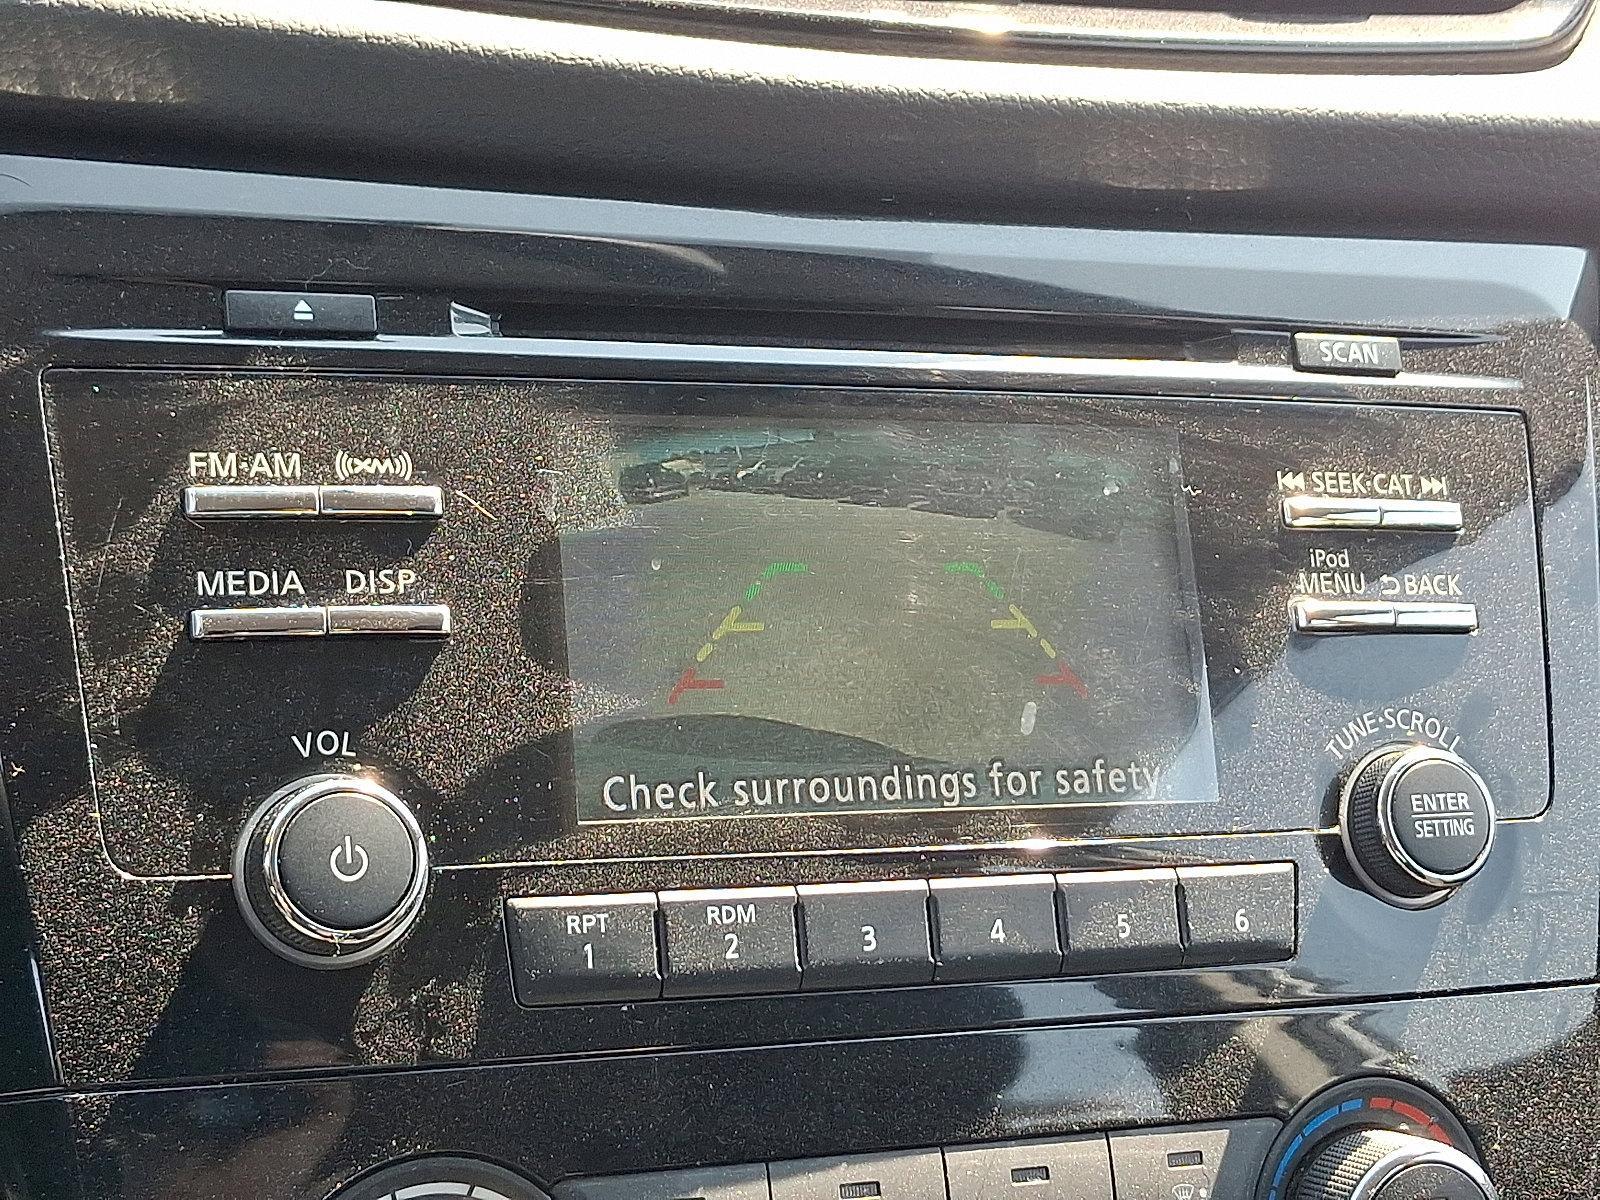 SCAN
FM·AM XM
SEEK·CAT
MEDIA DISP
iPod
MENU BACK
VOL
TUNE·SCROLL
Check surroundings for safety.
ENTER
SETTING
RPT
1
RDM
2
3
4
5
6